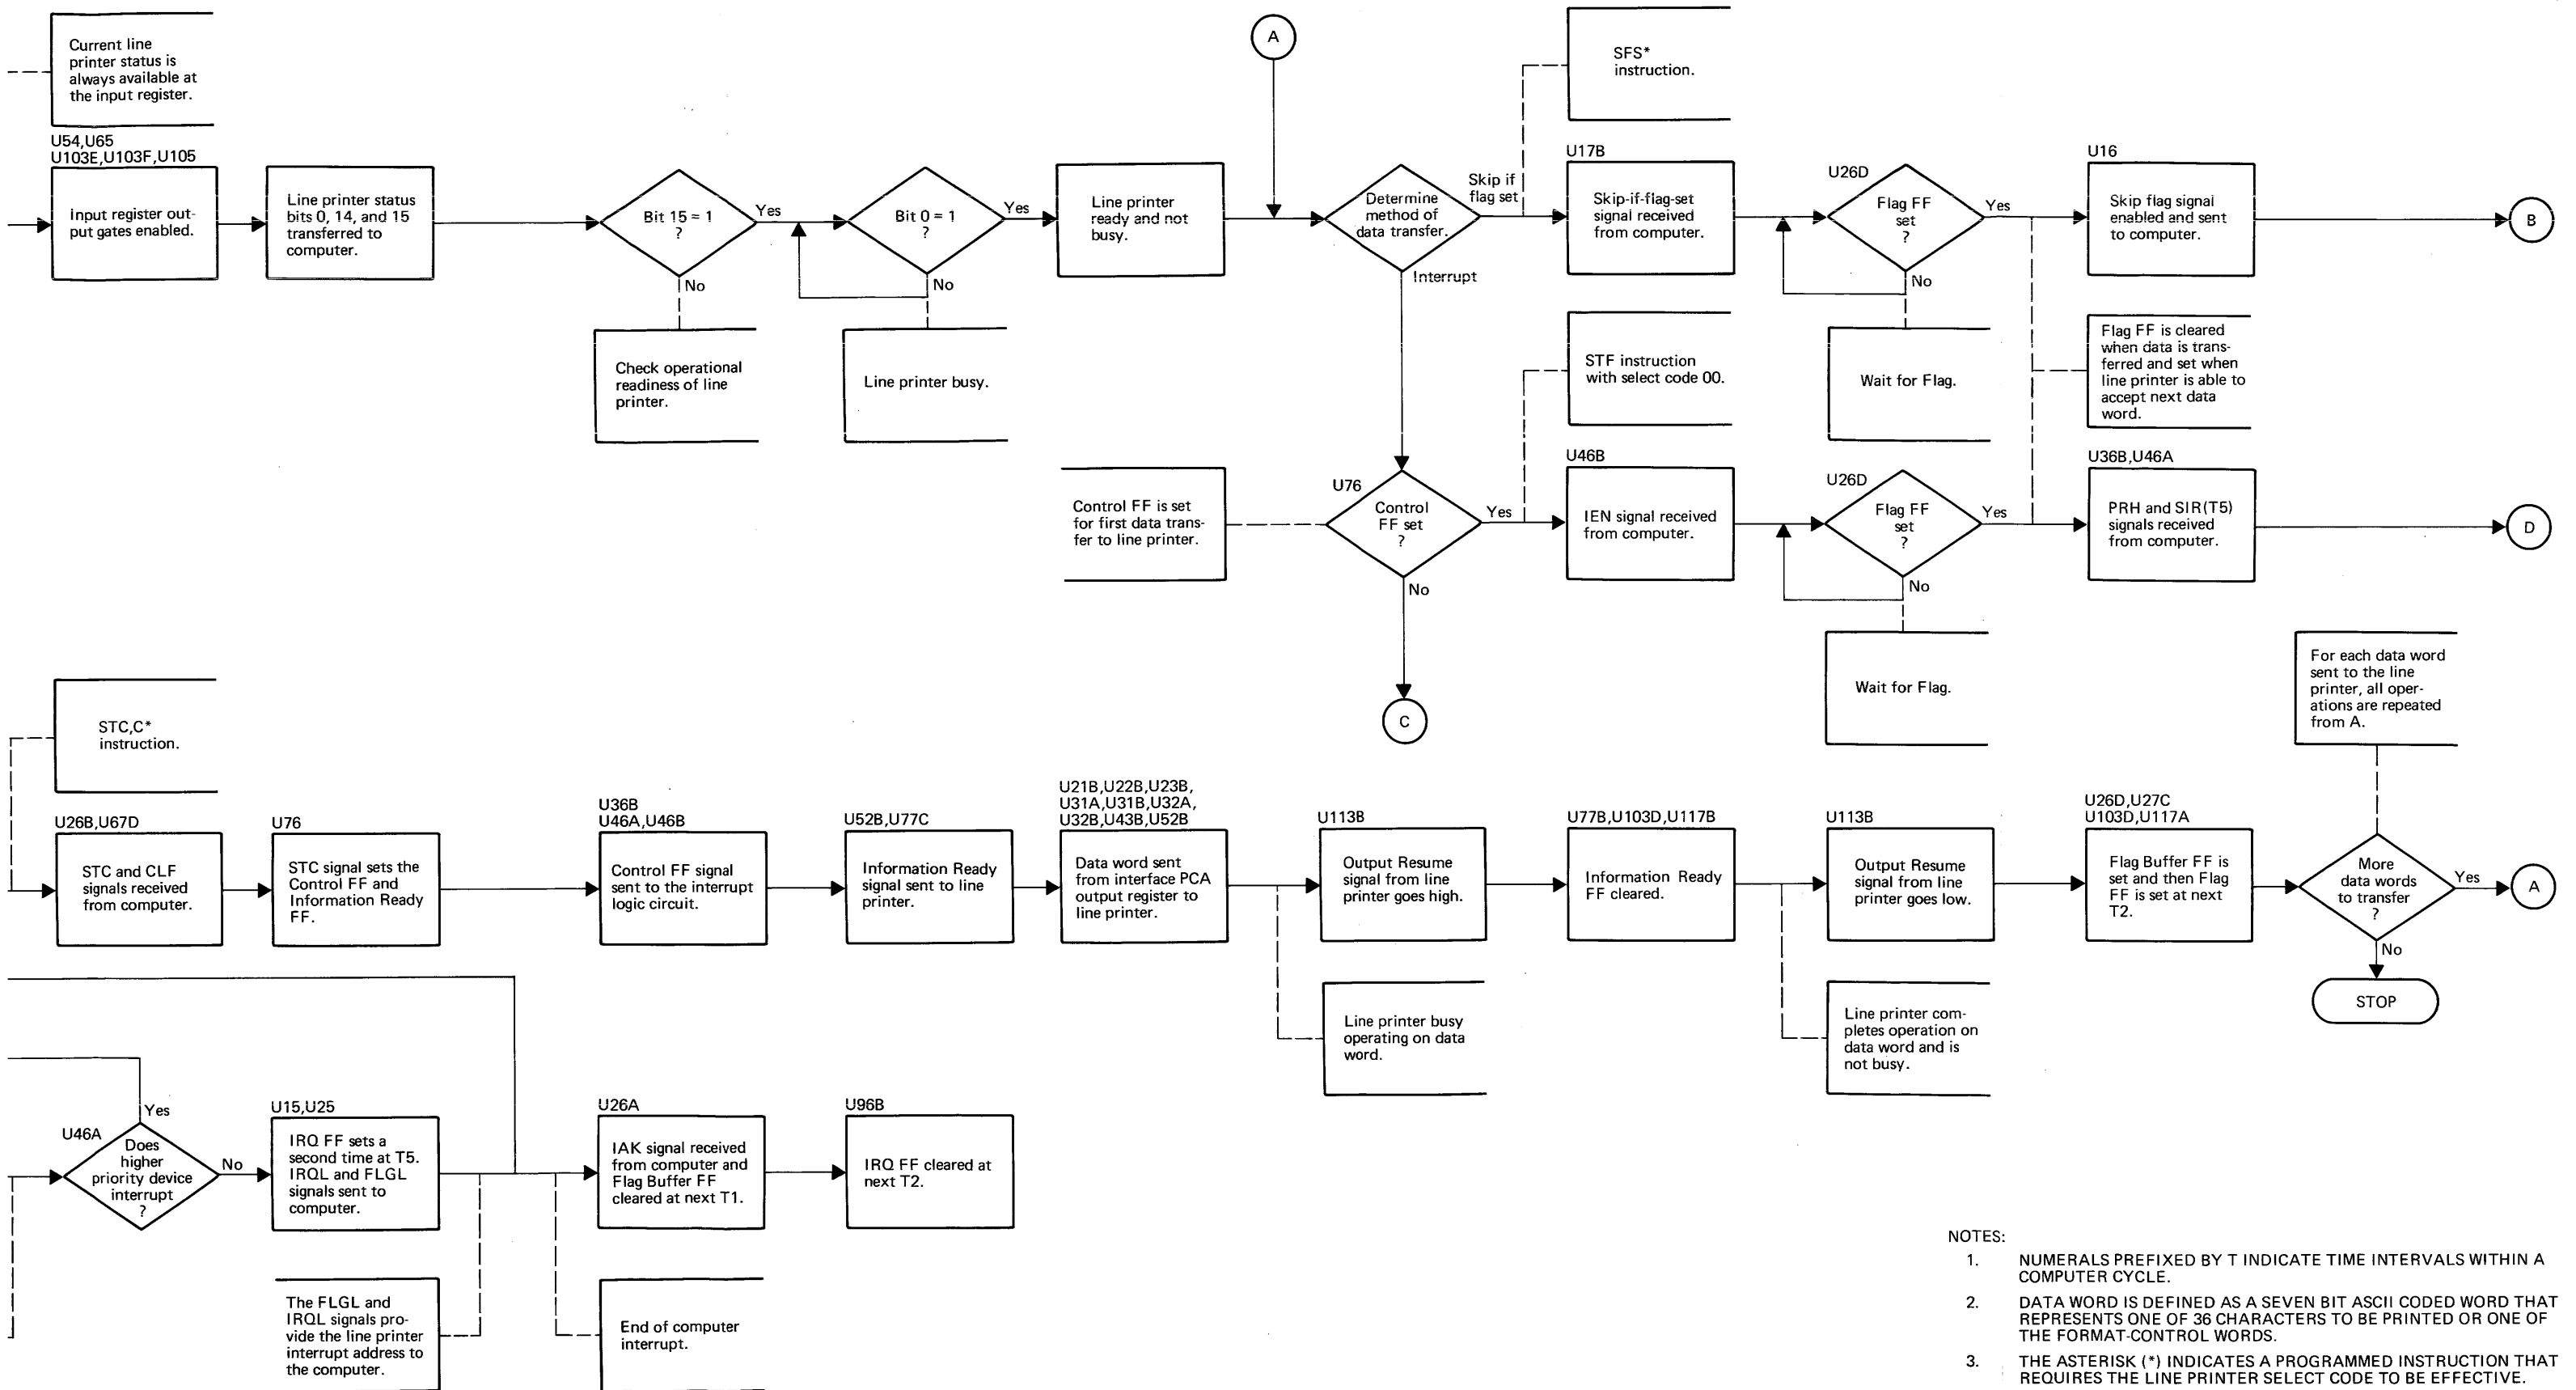 Current line
printer status is
always available at
the input register.
U54,U65
U103E,U103F,U105
Input register out-
put gates enabled.
Line printer status
bits 0, 14, and 15
transferred to
computer.
Bit 15 = 1
?
Yes
No
Check operational
readiness of line
printer.
Bit 0 = 1
?
Yes
No
Line printer busy.
Line printer
ready and not
busy.
A
Determine
method of
data transfer.
Skip if
flag set
Interrupt
SFS*
instruction.
U17B
Skip-if-flag-set
signal received
from computer.
U26D
Flag FF
set
?
Yes
No
Wait for Flag.
U16
Skip flag signal
enabled and sent
to computer.
B
Flag FF is cleared
when data is trans-
ferred and set when
line printer is able to
accept next data
word.
STF instruction
with select code 00.
Control FF is set
for first data trans-
fer to line printer.
U76
Control
FF set
?
Yes
No
C
U46B
IEN signal received
from computer.
U26D
Flag FF
set
?
Yes
No
Wait for Flag.
U36B,U46A
PRH and SIR(T5)
signals received
from computer.
D
STC,C*
instruction.
U26B,U67D
STC and CLF
signals received
from computer.
U76
STC signal sets the
Control FF and
Information Ready
FF.
U36B
U46A,U46B
Control FF signal
sent to the interrupt
logic circuit.
U52B,U77C
Information Ready
signal sent to line
printer.
U21B,U22B,U23B,
U31A,U31B,U32A,
U32B,U43B,U52B
Data word sent
from interface PCA
output register to
line printer.
U113B
Output Resume
signal from line
printer goes high.
Line printer busy
operating on data
word.
U77B,U103D,U117B
Information Ready
FF cleared.
U113B
Output Resume
signal from line
printer goes low.
Line printer com-
pletes operation on
data word and is
not busy.
U26D,U27C
U103D,U117A
Flag Buffer FF is
set and then Flag
FF is set at next
T2.
For each data word
sent to the line
printer, all oper-
ations are repeated
from A.
More
data words
to transfer
?
Yes
A
No
STOP
U46A
Does
higher
priority device
interrupt
?
Yes
No
U15,U25
IRQ FF sets a
second time at T5.
IRQL and FLGL
signals sent to
computer.
The FLGL and
IRQL signals pro-
vide the line printer
interrupt address to
the computer.
U26A
IAK signal received
from computer and
Flag Buffer FF
cleared at next T1.
End of computer
interrupt.
U96B
IRQ FF cleared at
next T2.
NOTES:
1. NUMERALS PREFIXED BY T INDICATE TIME INTERVALS WITHIN A
COMPUTER CYCLE.
2. DATA WORD IS DEFINED AS A SEVEN BIT ASCII CODED WORD THAT
REPRESENTS ONE OF 36 CHARACTERS TO BE PRINTED OR ONE OF
THE FORMAT-CONTROL WORDS.
3. THE ASTERISK (*) INDICATES A PROGRAMMED INSTRUCTION THAT
REQUIRES THE LINE PRINTER SELECT CODE TO BE EFFECTIVE.